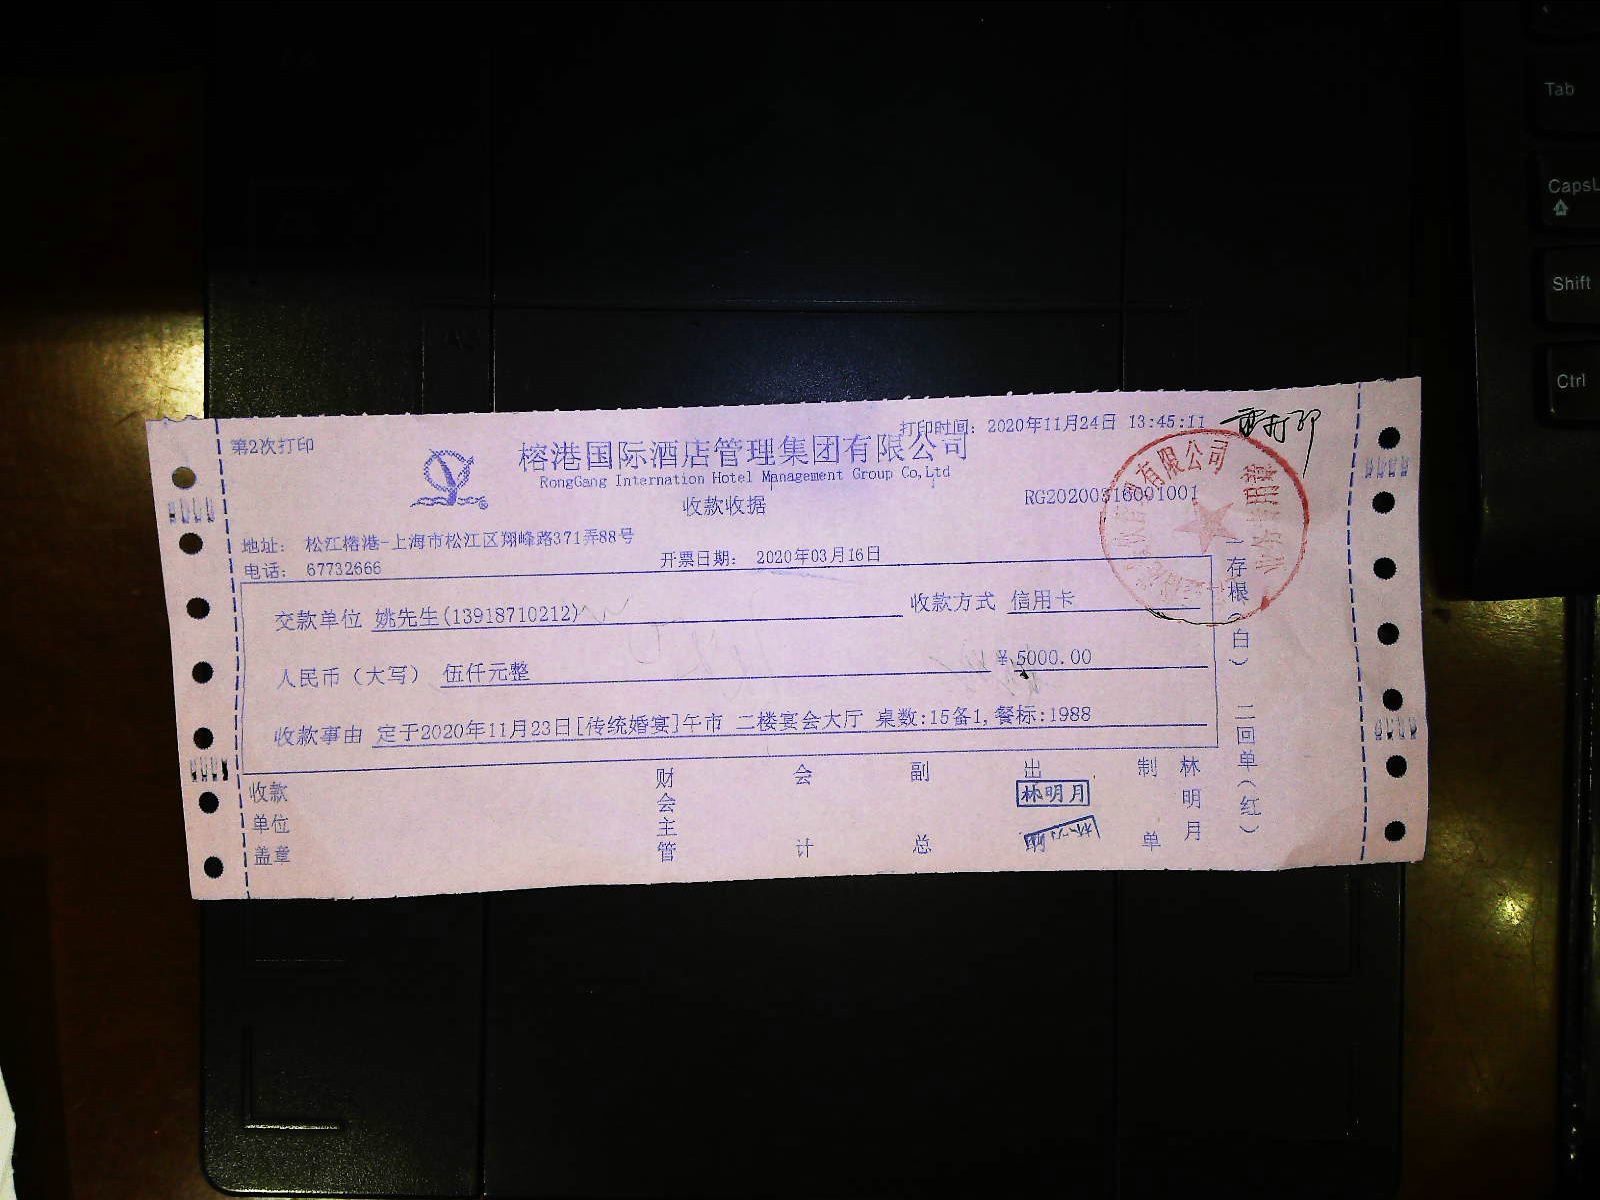 Tab
CapsL
Shift
Ctrl
第2次打印
打印时间: 2020年11月24日 13:45:11
重打印
榕港国际酒店管理集团有限公司
RongGang Internation Hotel Management Group Co,Ltd
收款收据
RG20200316001001
地址: 松江榕港-上海市松江区翔峰路371弄88号
电话: 67732666
开票日期: 2020年03月16日
交款单位 姚先生(13918710212)
收款方式 信用卡
人民币（大写） 伍仟元整
¥ 5000.00
收款事由 定于2020年11月23日[传统婚宴]午市 二楼宴会大厅 桌数:15备1,餐标:1988
收款单位盖章
财会主管
会计
副总
出纳
林明月
制单
林明月
一存根（白） 二回单（红）
有限公司